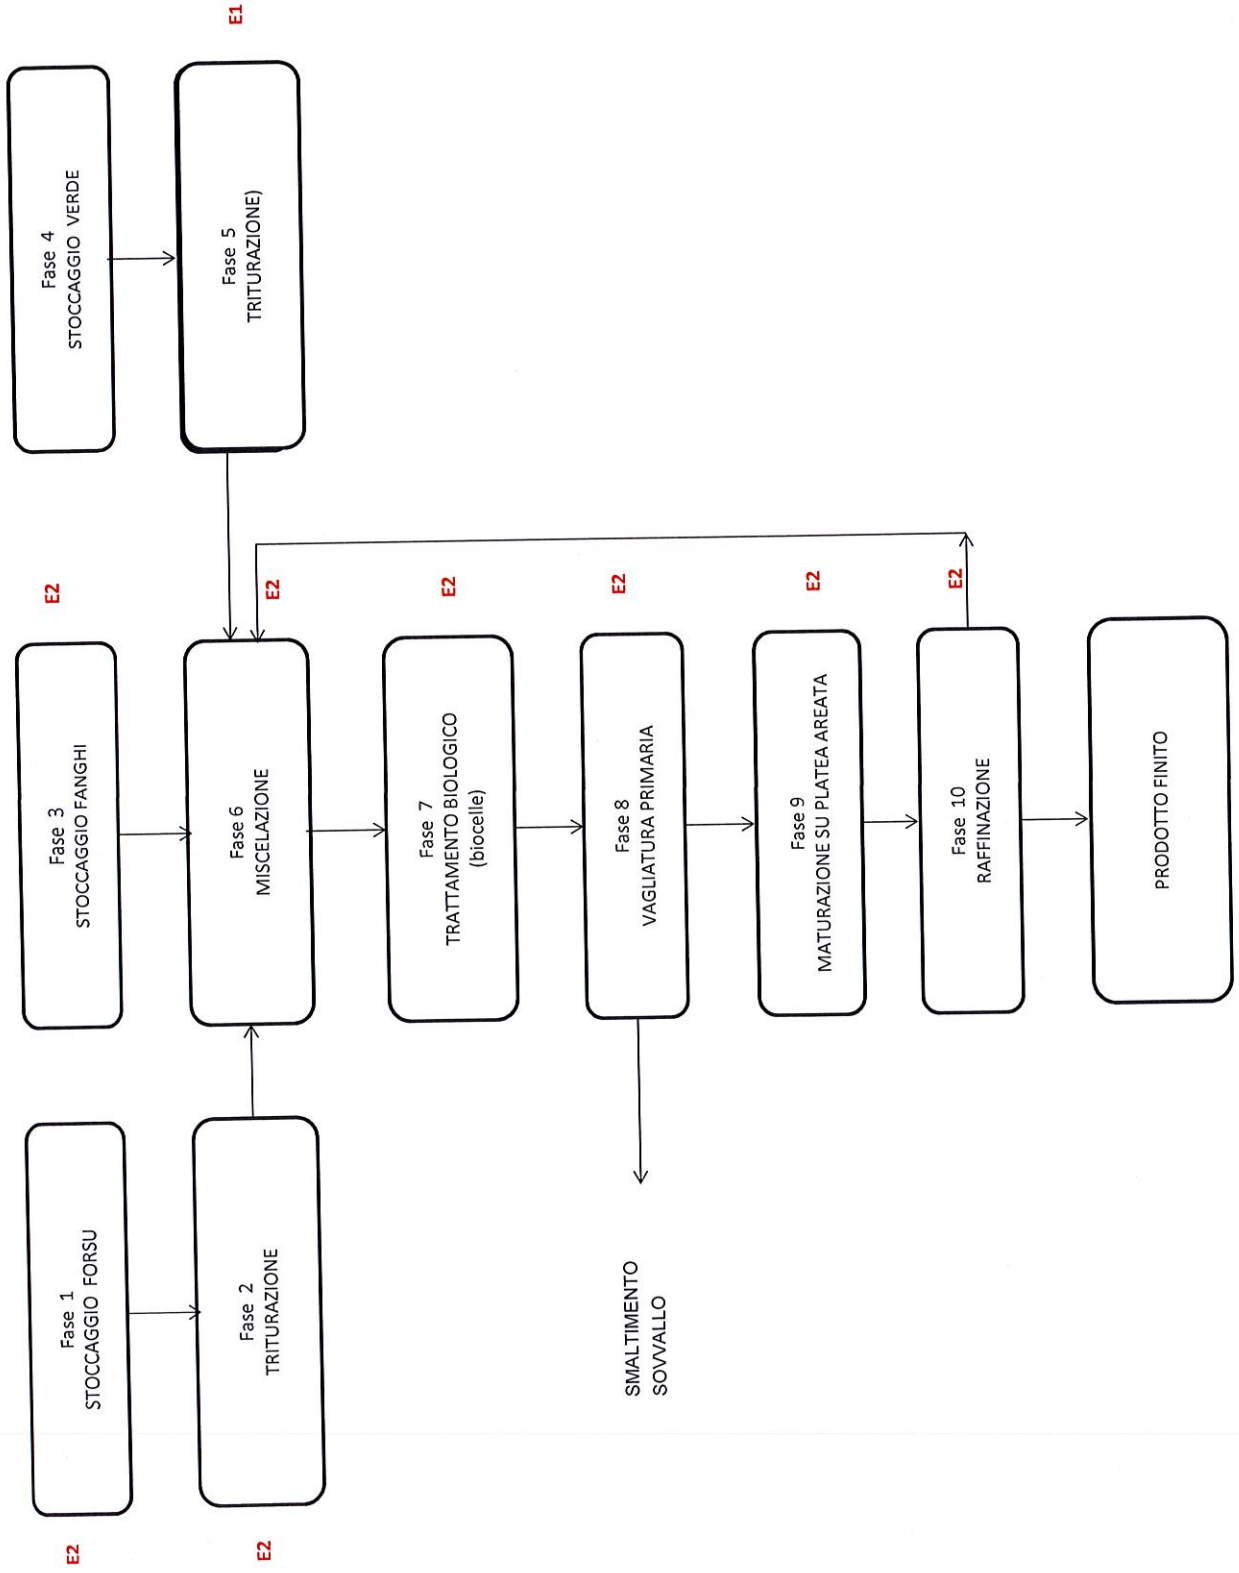 E2
Fase 1
STOCCAGGIO FORSU
E2
Fase 2
TRITURAZIONE
E2
Fase 3
STOCCAGGIO FANGHI
Fase 4
STOCCAGGIO VERDE
E1
Fase 5
TRITURAZIONE)
Fase 6
MISCELAZIONE
E2
Fase 7
TRATTAMENTO BIOLOGICO
(biocelle)
E2
Fase 8
VAGLIATURA PRIMARIA
E2
SMALTIMENTO
SOVVALLO
Fase 9
MATURAZIONE SU PLATEA AREATA
E2
Fase 10
RAFFINAZIONE
E2
PRODOTTO FINITO